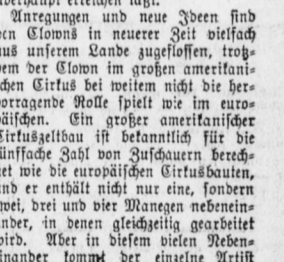 überhaupt erreichen läßt.
Anregungen und neue Ideen sind
den Clowns in neuerer Zeit vielfach
aus unserem Lande zugeflossen, trotz=
dem der Clown im großen amerikani=
schen Cirkus bei weitem nicht die her=
vorragende Rolle spielt wie im euro=
päischen. Ein großer amerikanischer
Cirkuszeltbau ist bekanntlich für die
fünffache Zahl von Zuschauern berech=
net wie die europäischen Cirkusbauten,
und er enthält nicht nur eine, sondern
zwei, drei und vier Manegen nebenein=
ander, in denen gleichzeitig gearbeitet
wird. Aber in diesem vielen Neben=
einander kommt der einzelne Artist